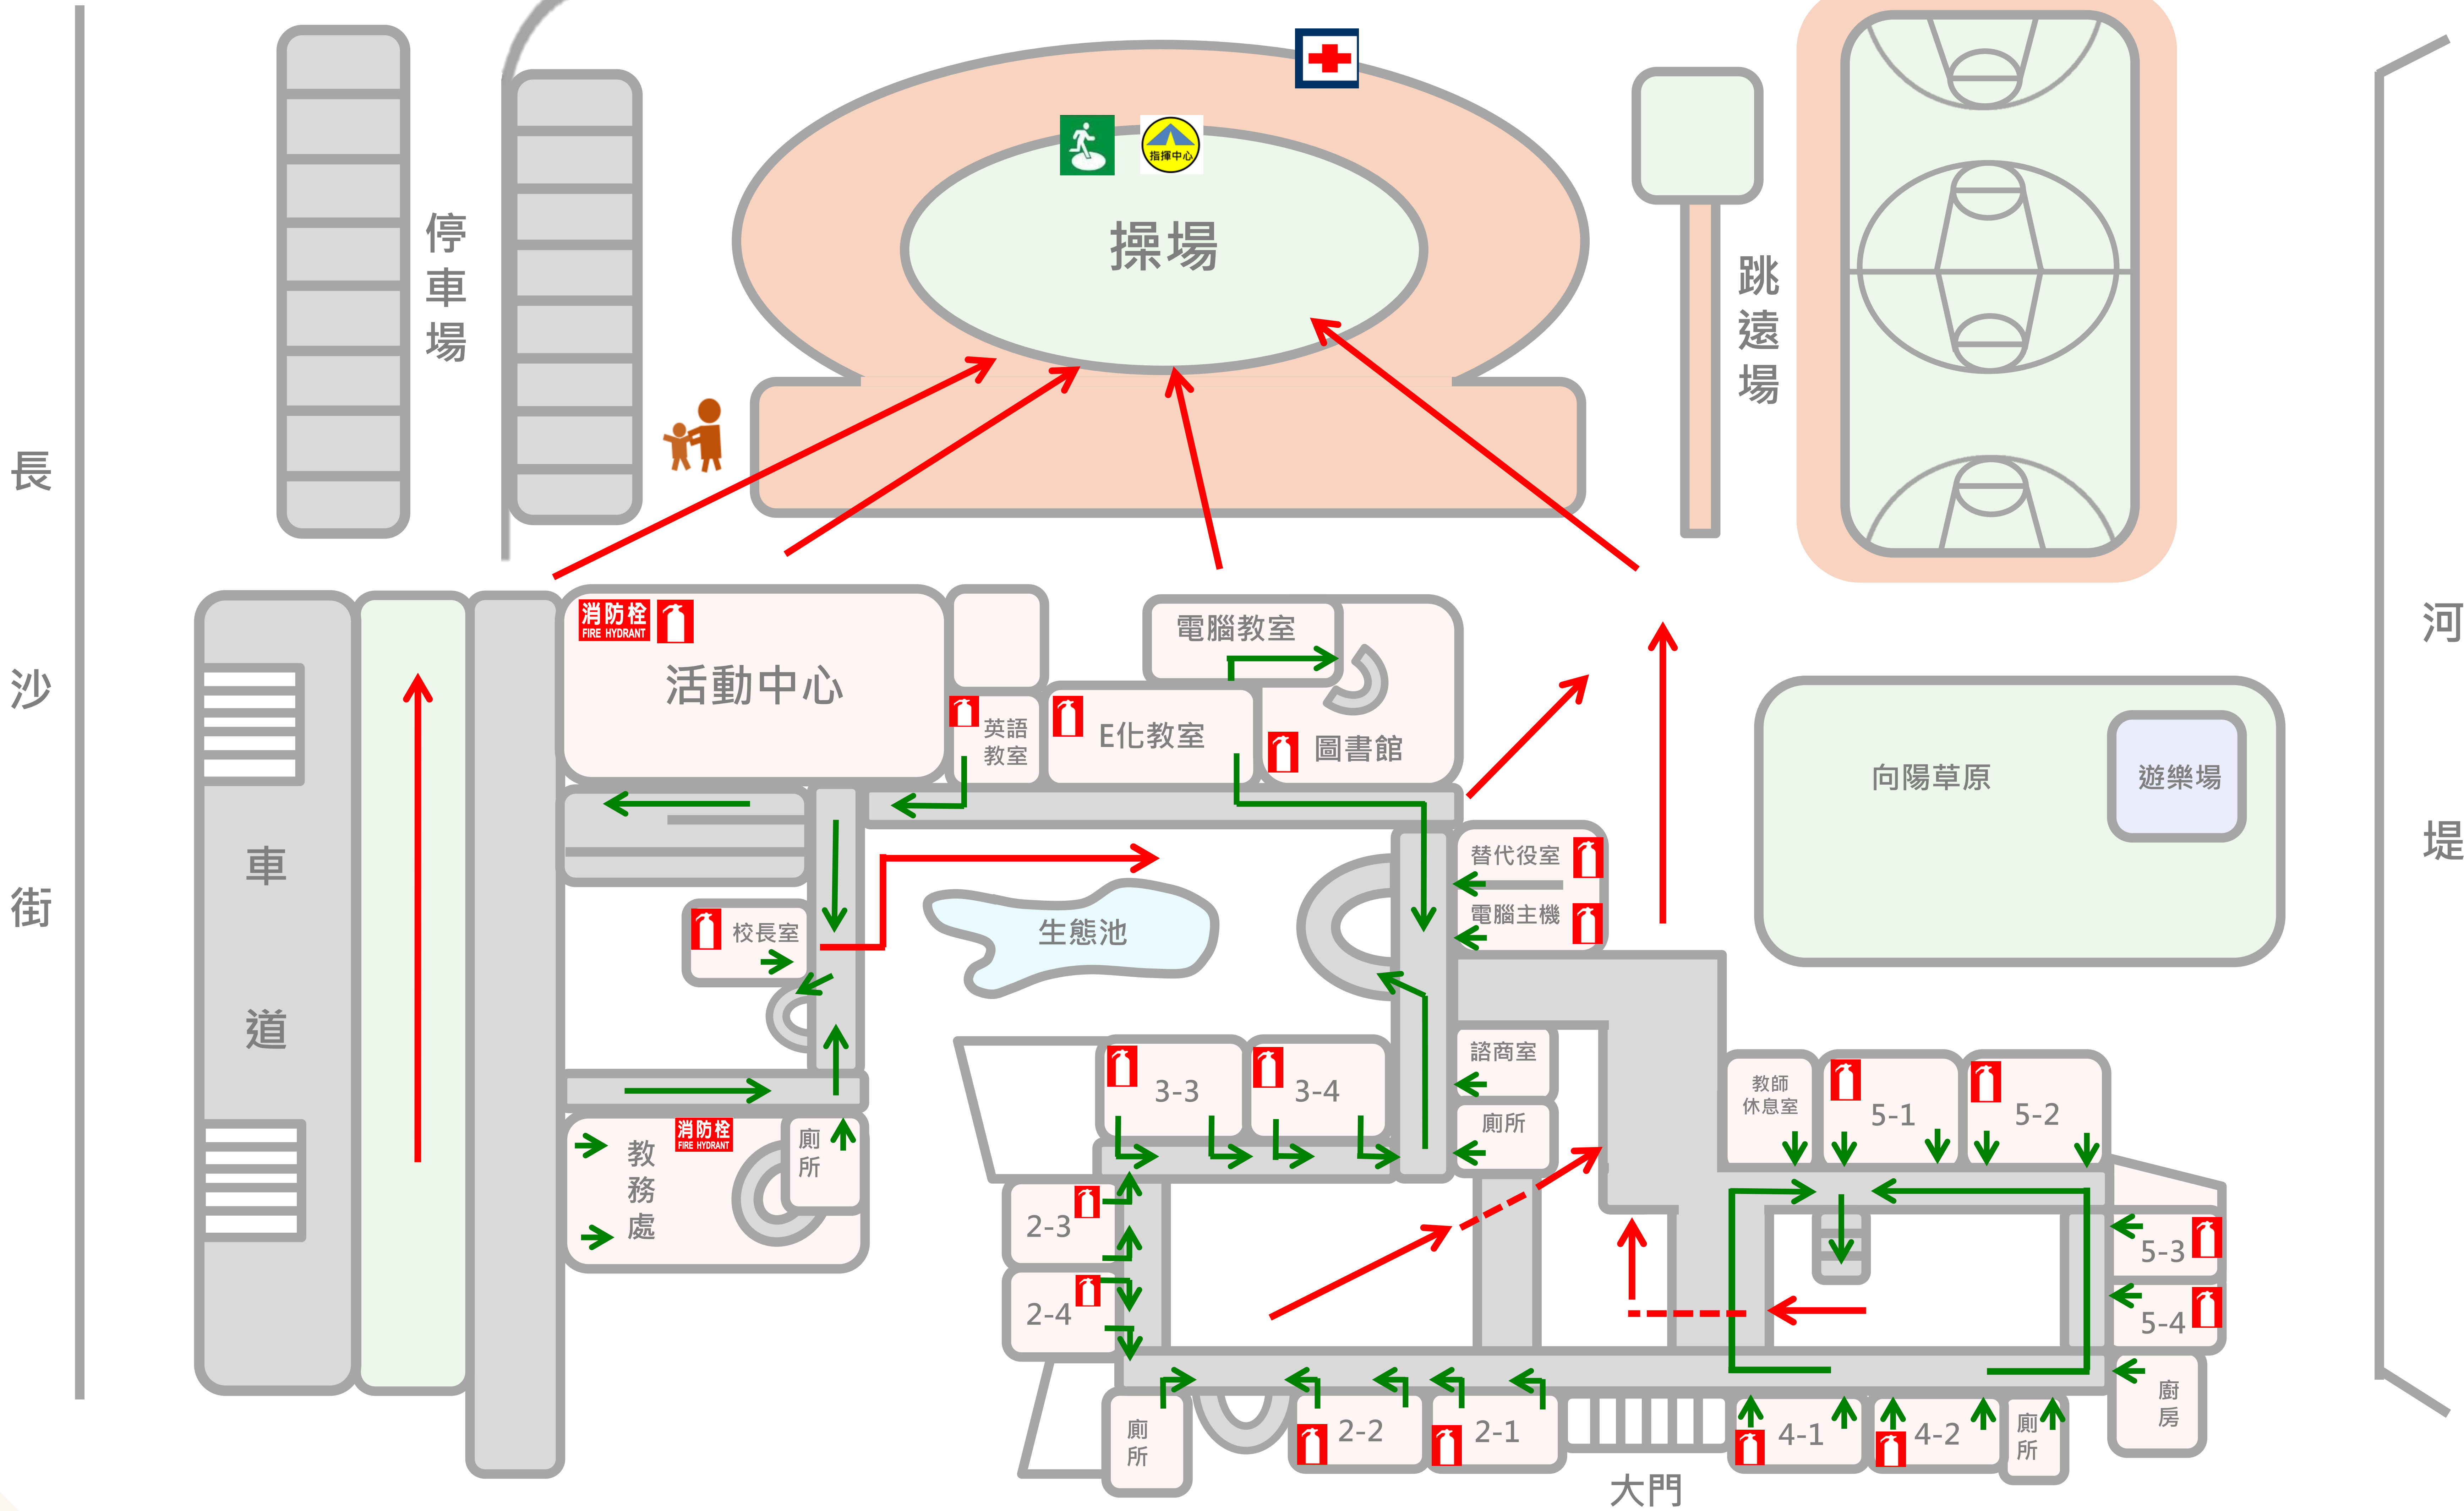 指揮中心
操場
停車場
跳遠場
長沙街
河堤
消防栓
FIRE HYDRANT
活動中心
電腦教室
英語
教室
E化教室
圖書館
向陽草原
遊樂場
車道
替代役室
電腦主機
校長室
生態池
諮商室
廁所
3-3
3-4
教師
休息室
5-1
5-2
教務處
消防栓
FIRE HYDRANT
廁所
2-3
2-4
5-3
5-4
廁所
2-2
2-1
4-1
4-2
廁所
廚房
大門